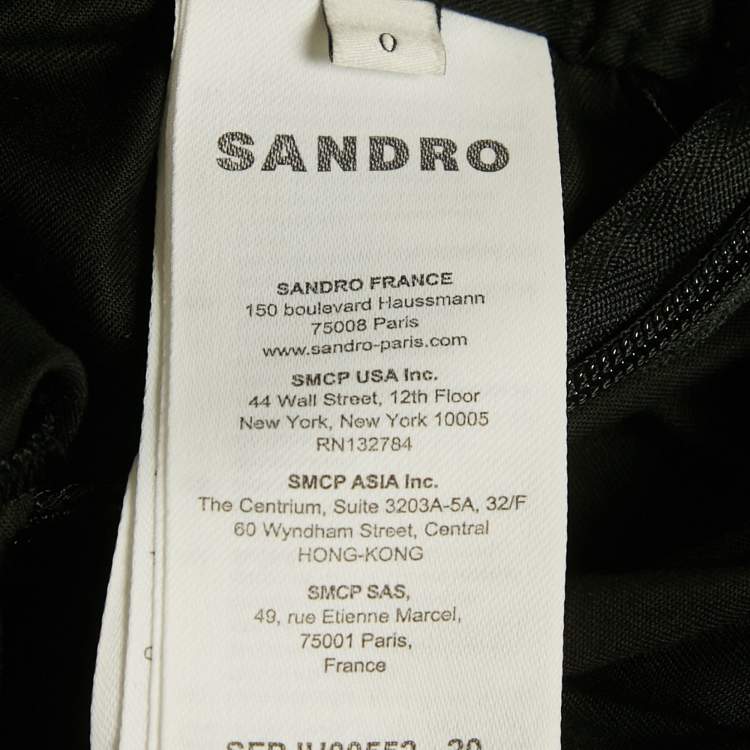 0
SANDRO
SANDRO FRANCE
150 boulevard Haussmann
75008 Paris
www.sandro-paris.com
SMCP USA Inc.
44 Wall Street, 12th Floor
New York, New York 10005
RN132784
SMCP ASIA Inc.
The Centrium, Suite 3203A-5A, 32/F
60 Wyndham Street, Central
HONG-KONG
SMCP SAS,
49, rue Etienne Marcel,
75001 Paris,
France